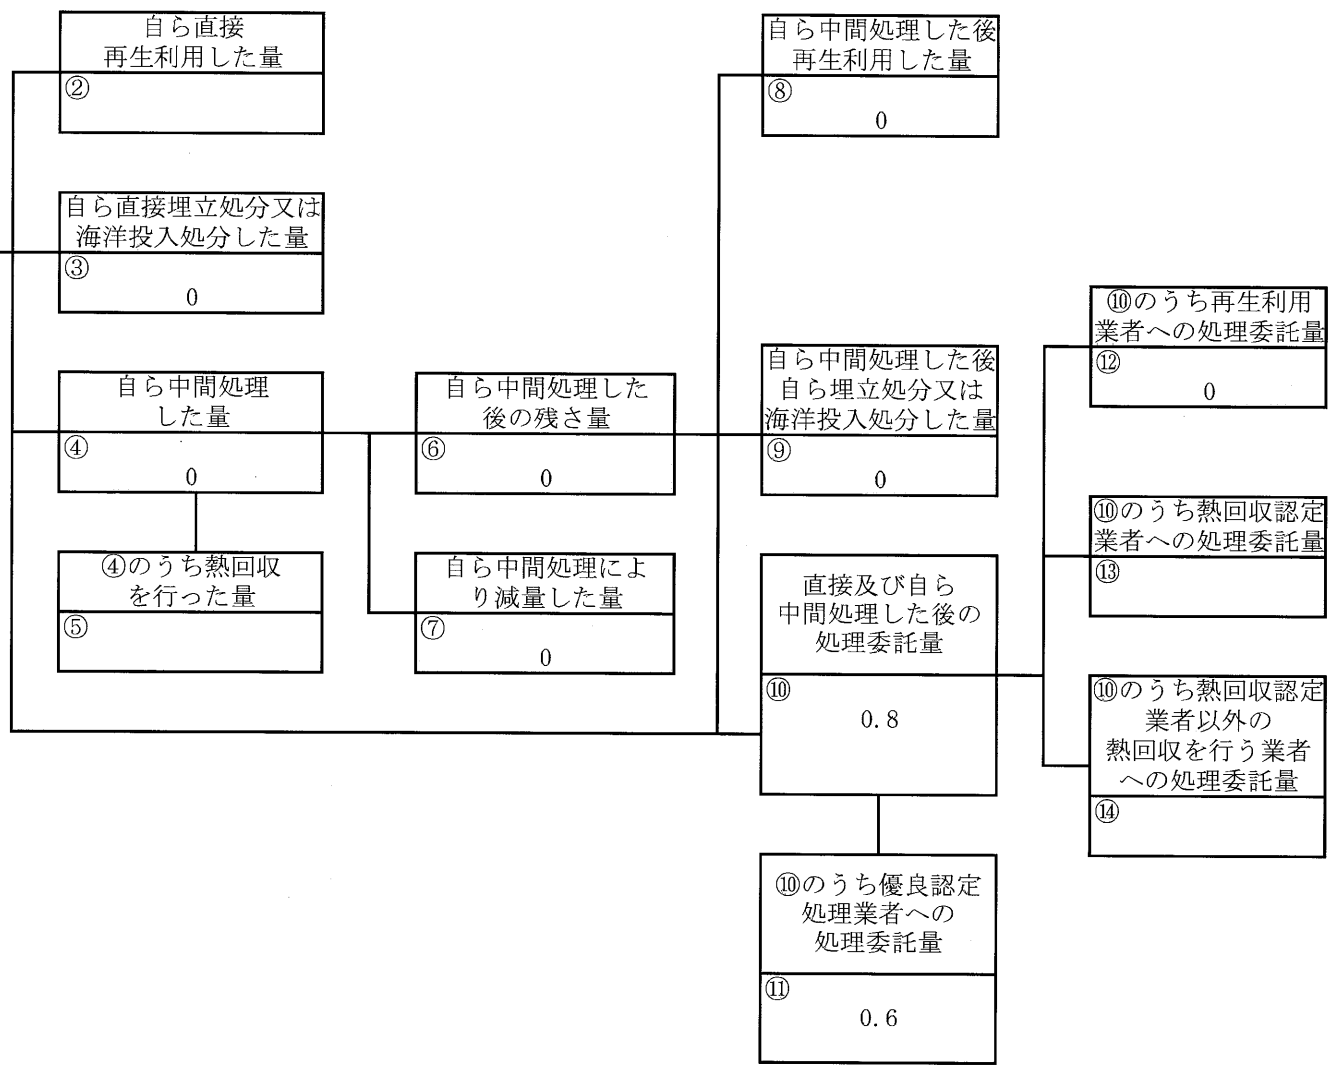 自ら直接
再生利用した量
②
自ら直接埋立処分又は
海洋投入処分した量
③
0
自ら中間処理
した量
④
0
④のうち熱回収
を行った量
⑤
自ら中間処理した
後の残さ量
⑥
0
自ら中間処理によ
り減量した量
⑦
0
自ら中間処理した後
再生利用した量
⑧
0
自ら中間処理した後
自ら埋立処分又は
海洋投入処分した量
⑨
0
直接及び自ら
中間処理した後の
処理委託量
⑩
0.8
⑩のうち優良認定
処理業者への
処理委託量
⑪
0.6
⑩のうち再生利用
業者への処理委託量
⑫
0
⑩のうち熱回収認定
業者への処理委託量
⑬
⑩のうち熱回収認定
業者以外の
熱回収を行う業者
への処理委託量
⑭